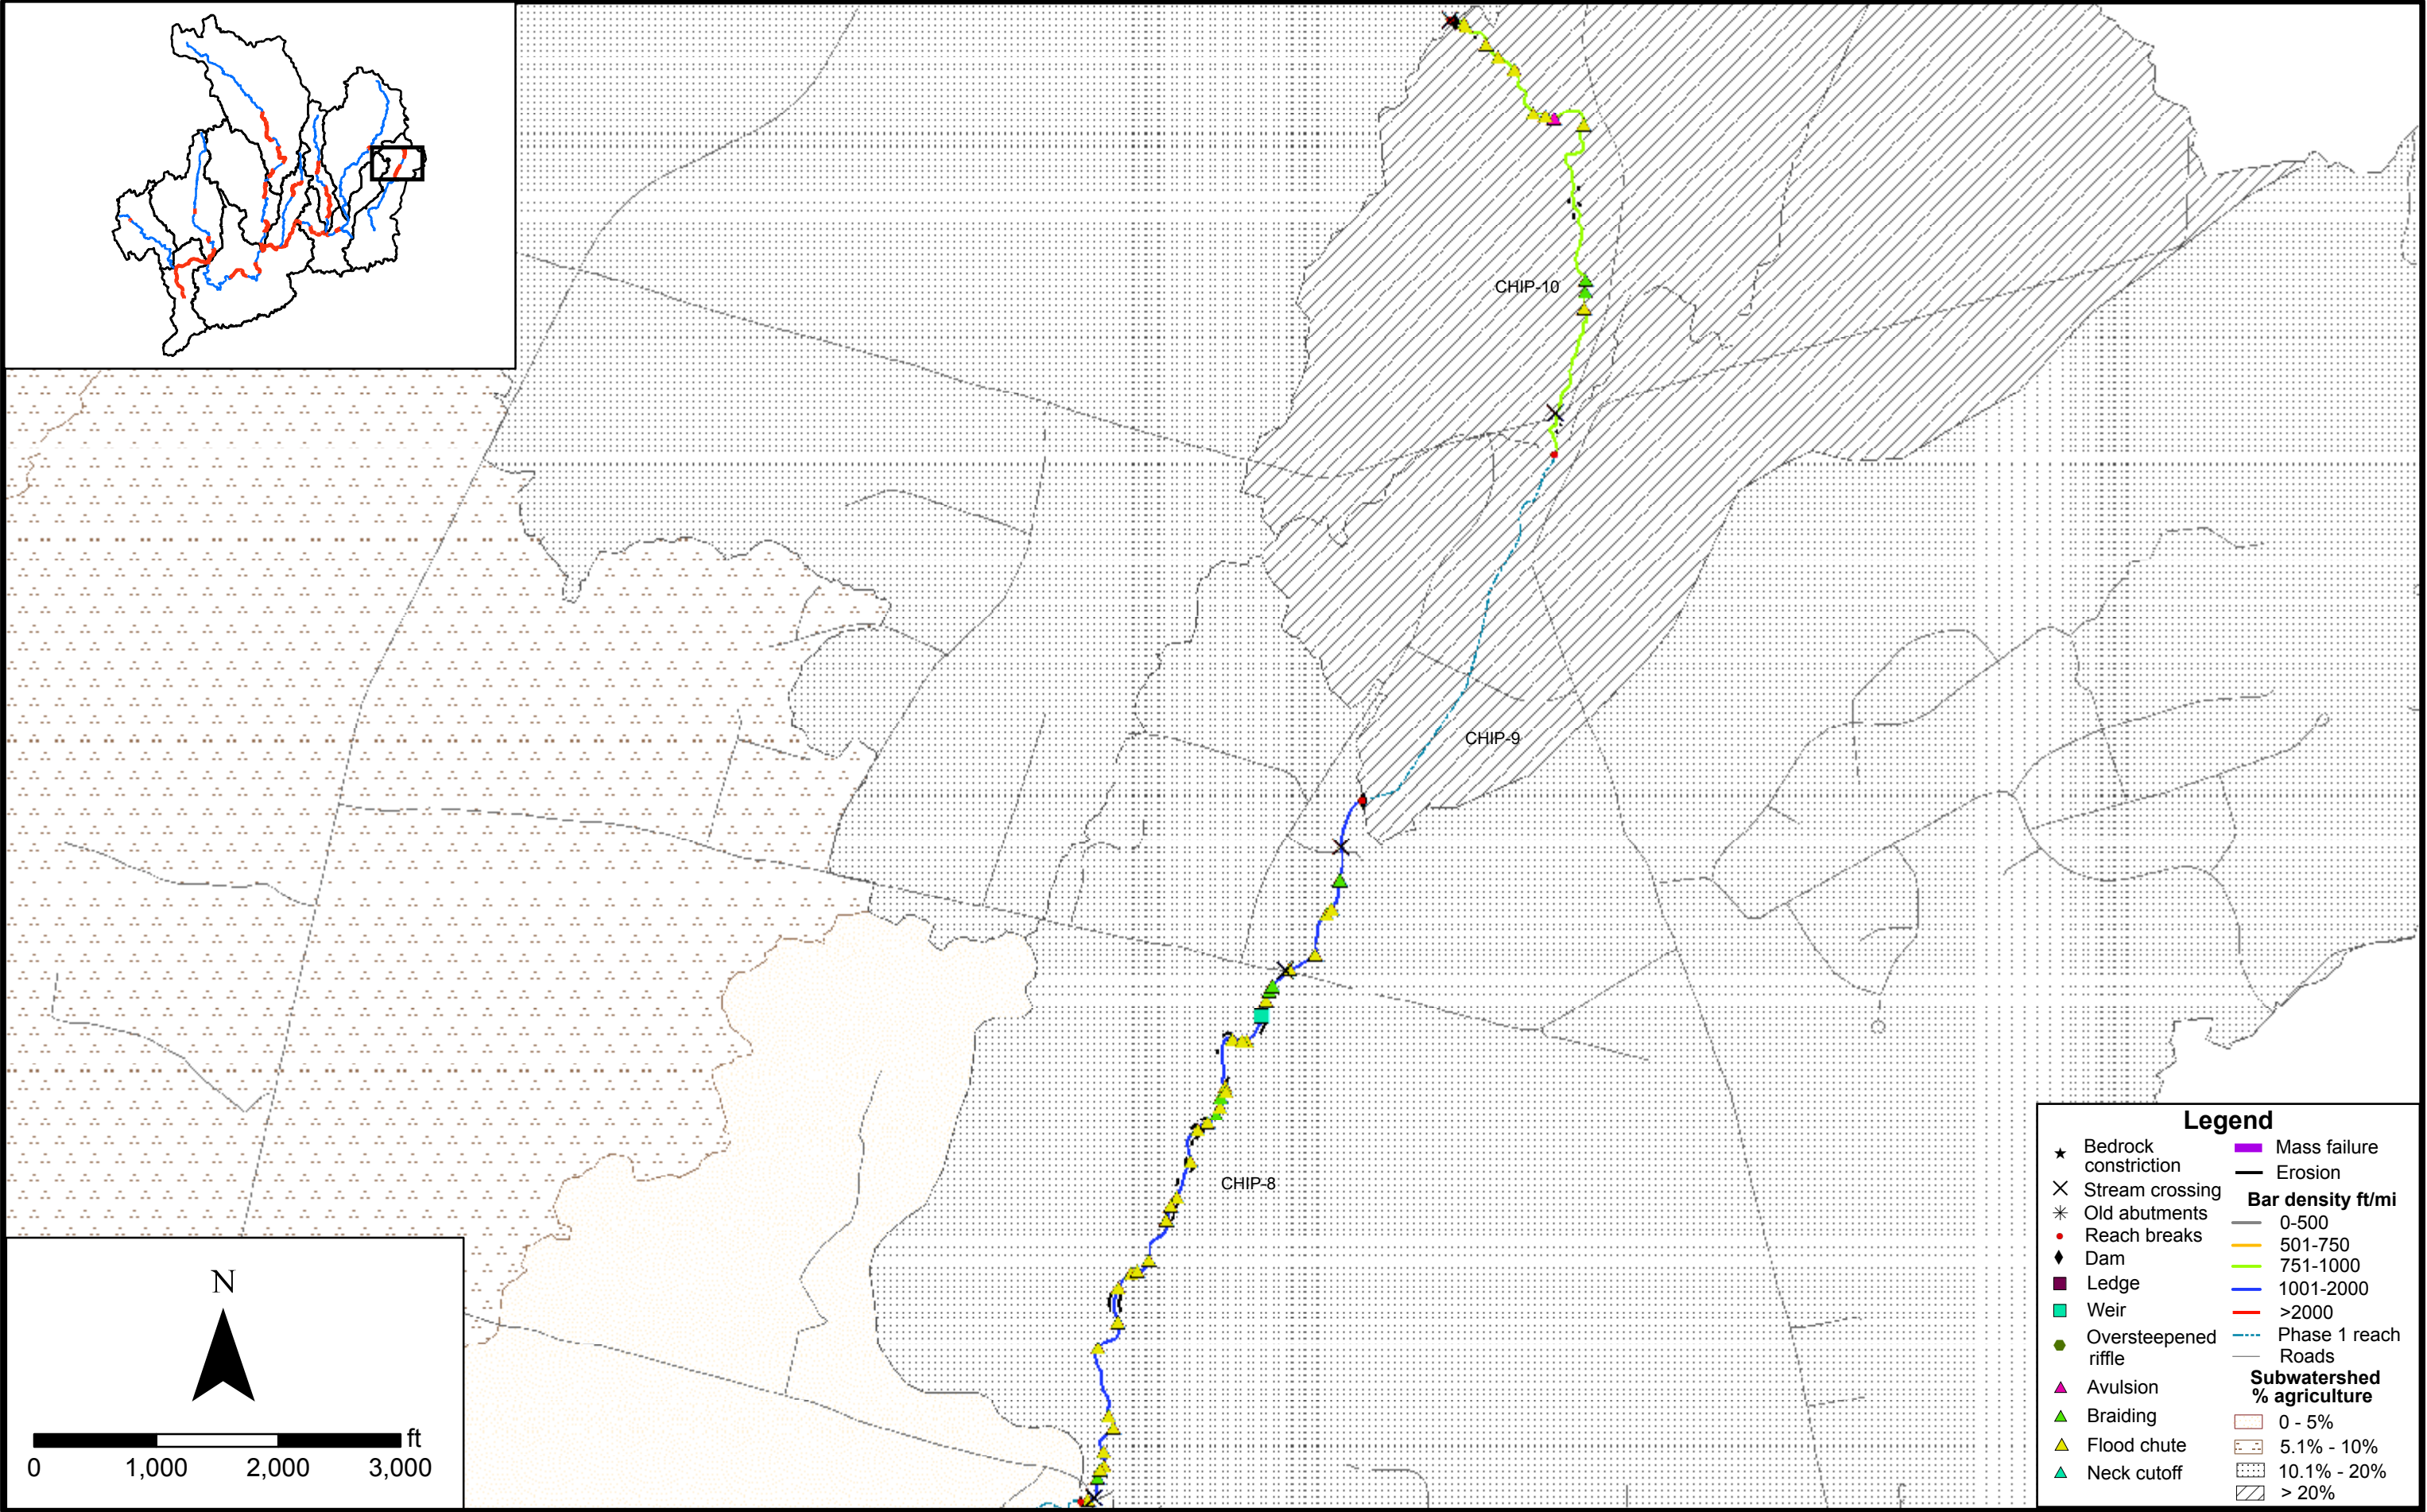 CHIP-10
CHIP-9
CHIP-8
N
ft
0 1,000 2,000 3,000
Legend
Bedrock
constriction
Stream crossing
Old abutments
Reach breaks
Dam
Ledge
Weir
Oversteepened
riffle
Avulsion
Braiding
Flood chute
Neck cutoff
Mass failure
Erosion
Bar density ft/mi
0-500
501-750
751-1000
1001-2000
>2000
Phase 1 reach
Roads
Subwatershed
% agriculture
0 - 5%
5.1% - 10%
10.1% - 20%
> 20%